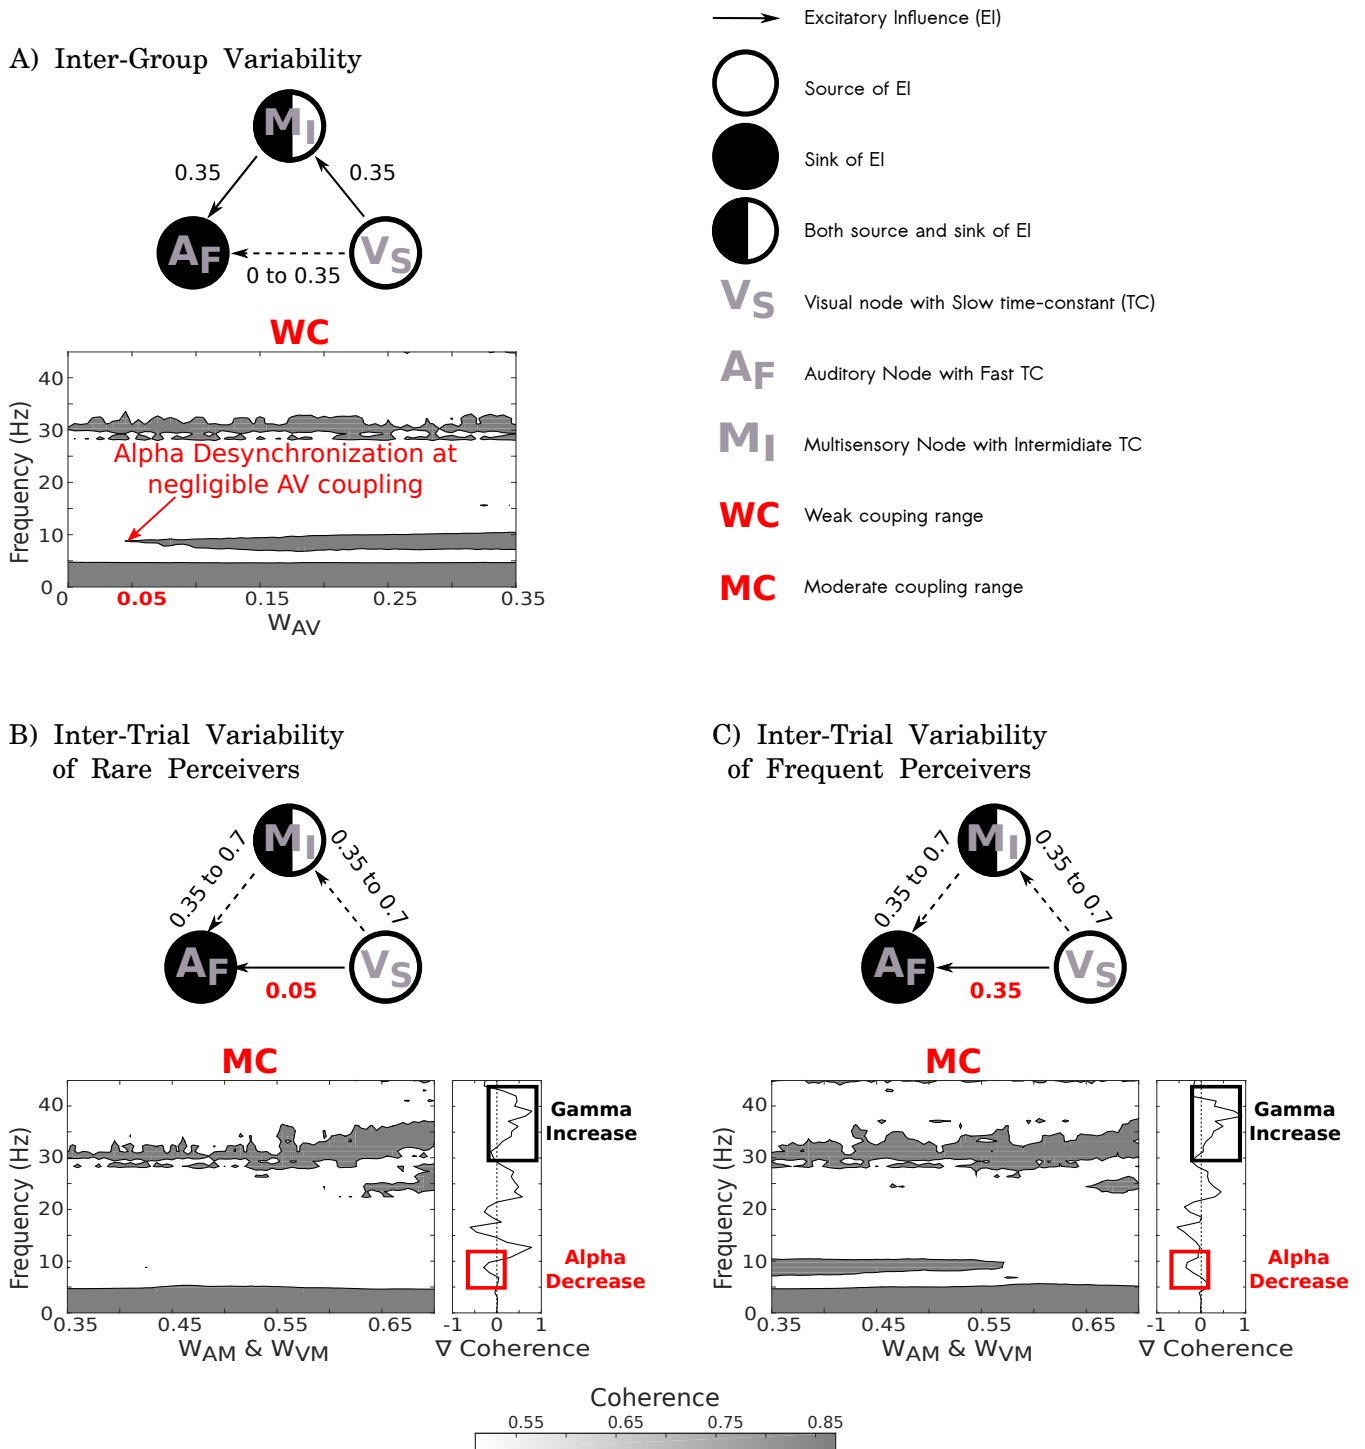 A) Inter-Group Variability
MI
0.35
0.35
AF
VS
0 to 0.35
WC
40
30
20
10
0
Frequency (Hz)
Alpha Desynchronization at
negligible AV coupling
0
0.05
0.15
0.25
0.35
WAV
Excitatory Influence (EI)
Source of EI
Sink of EI
Both source and sink of EI
VS Visual node with Slow time-constant (TC)
AF Auditory Node with Fast TC
MI Multisensory Node with Intermidiate TC
WC Weak couping range
MC Moderate coupling range
B) Inter-Trial Variability
of Rare Perceivers
MI
0.35 to 0.7
0.35 to 0.7
AF
VS
0.05
MC
40
30
20
10
0
Frequency (Hz)
0.35
0.45
0.55
0.65
WAM & WVM
Gamma
Increase
Alpha
Decrease
-1
0
1
∇ Coherence
C) Inter-Trial Variability
of Frequent Perceivers
MI
0.35 to 0.7
0.35 to 0.7
AF
VS
0.35
MC
40
30
20
10
0
Frequency (Hz)
0.35
0.45
0.55
0.65
WAM & WVM
Gamma
Increase
Alpha
Decrease
-1
0
1
∇ Coherence
Coherence
0.55
0.65
0.75
0.85